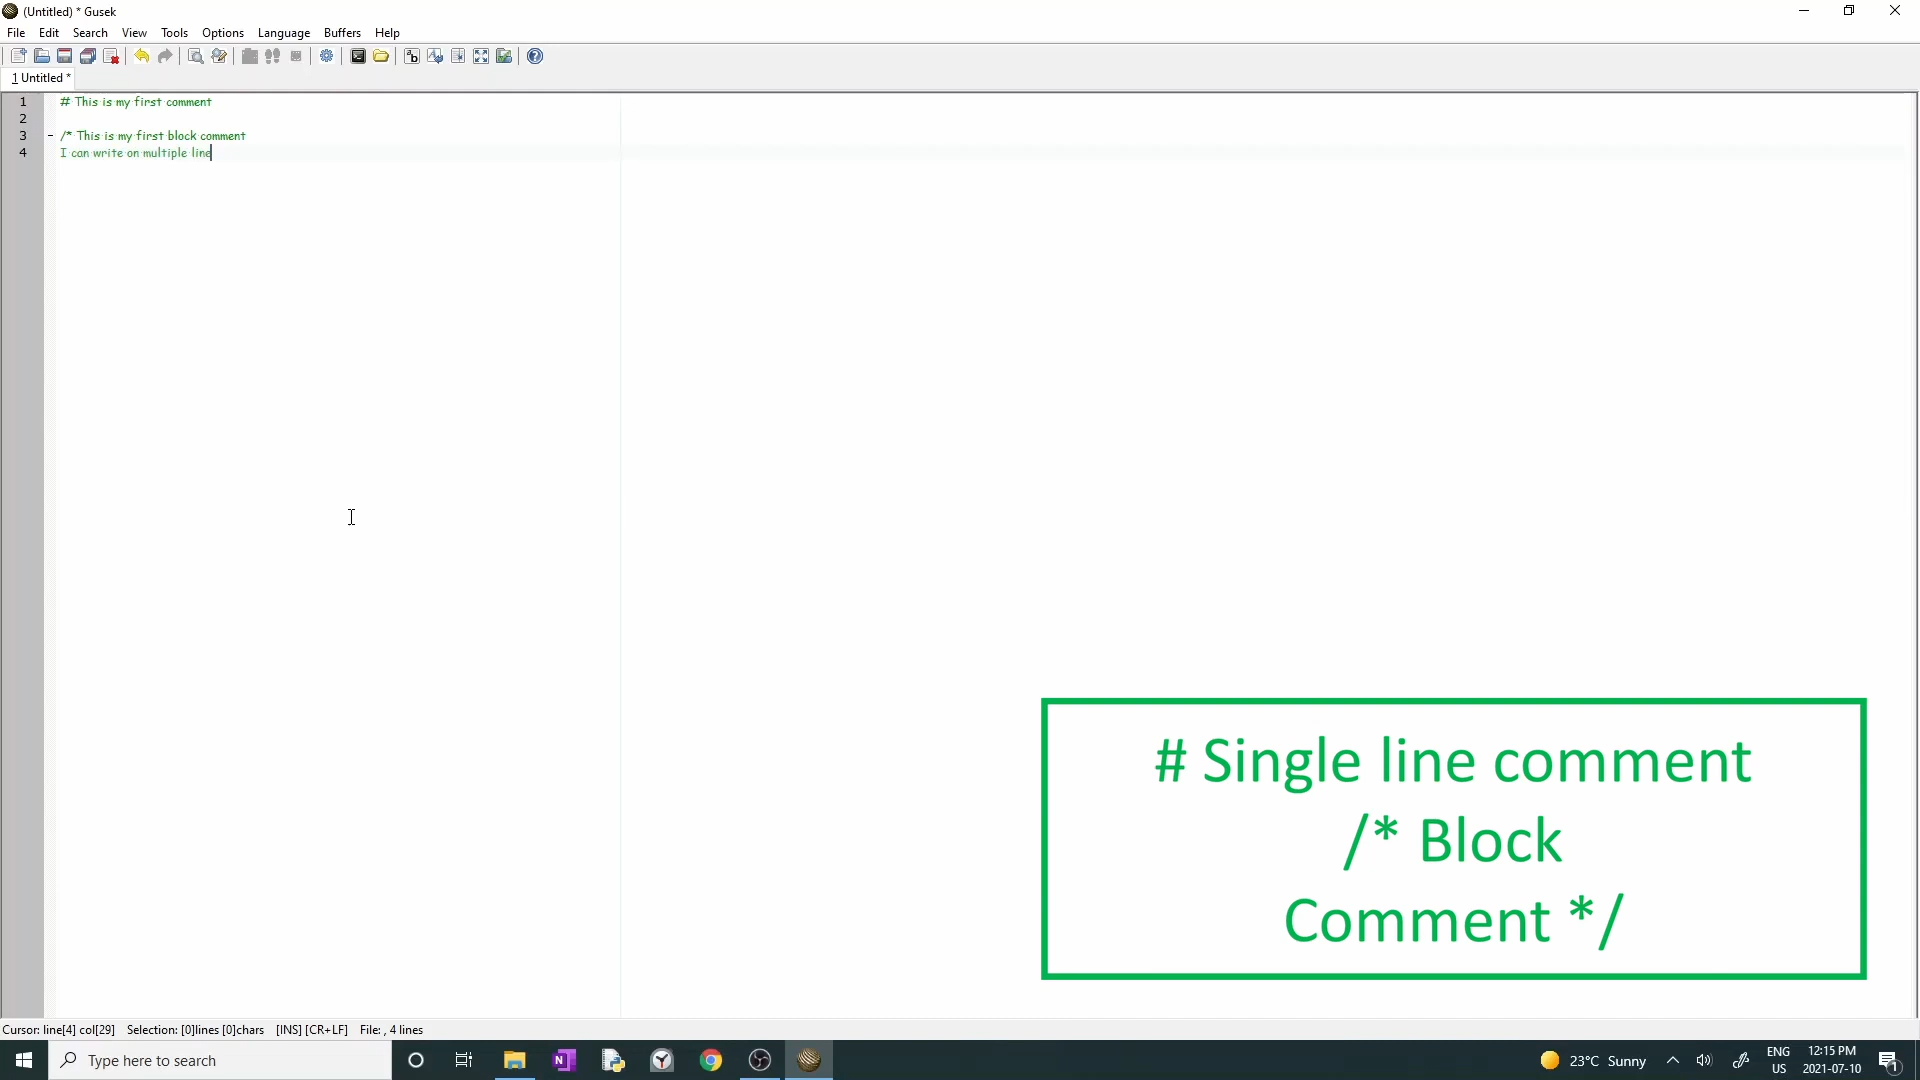 (Untitled) * Gusek
File Edit Search View Tools Options Language Buffers Help
1 Untitled *
1 # This is my first comment
2
3 - /* This is my first block comment
4 I can write on multiple line
# Single line comment
/* Block
Comment */
Cursor: line[4] col[29] Selection: [0]lines [0]chars [INS] [CR+LF] File: , 4 lines
Type here to search
23°C Sunny
ENG
US
12:15 PM
2021-07-10
1